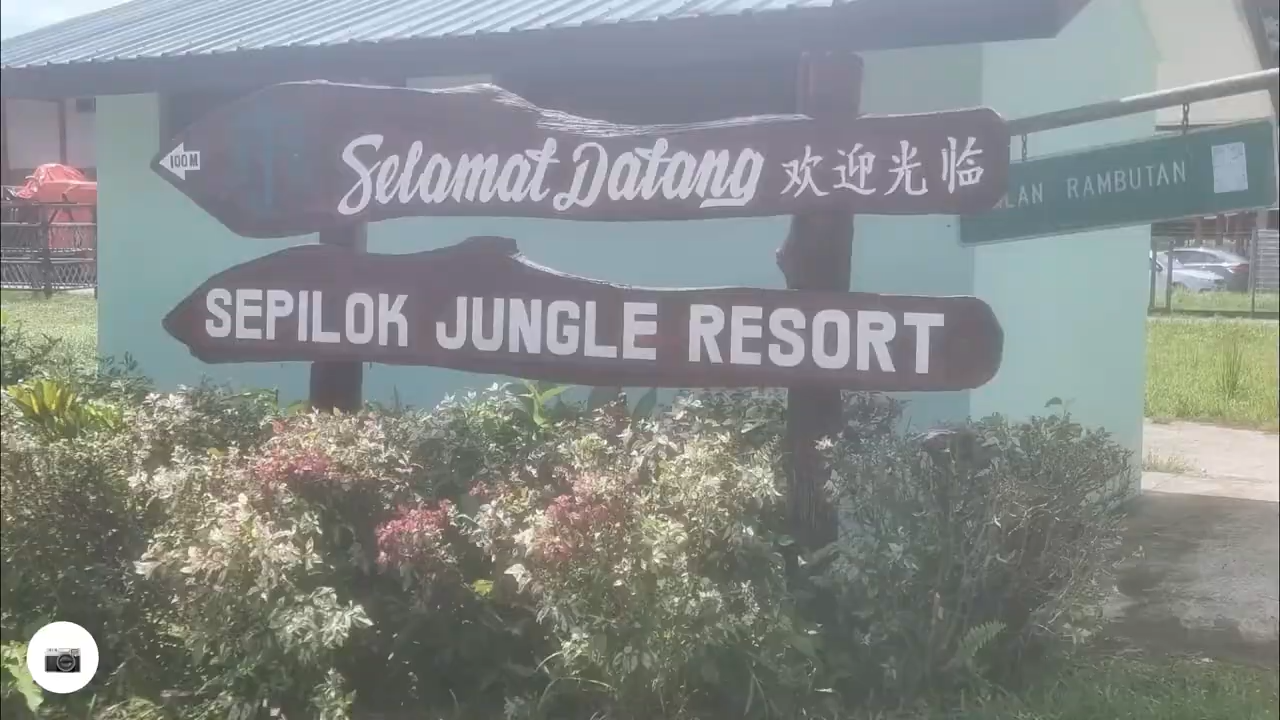 100M
Selamat Datang 欢迎光临
SEPILOK JUNGLE RESORT
RAMBUTAN